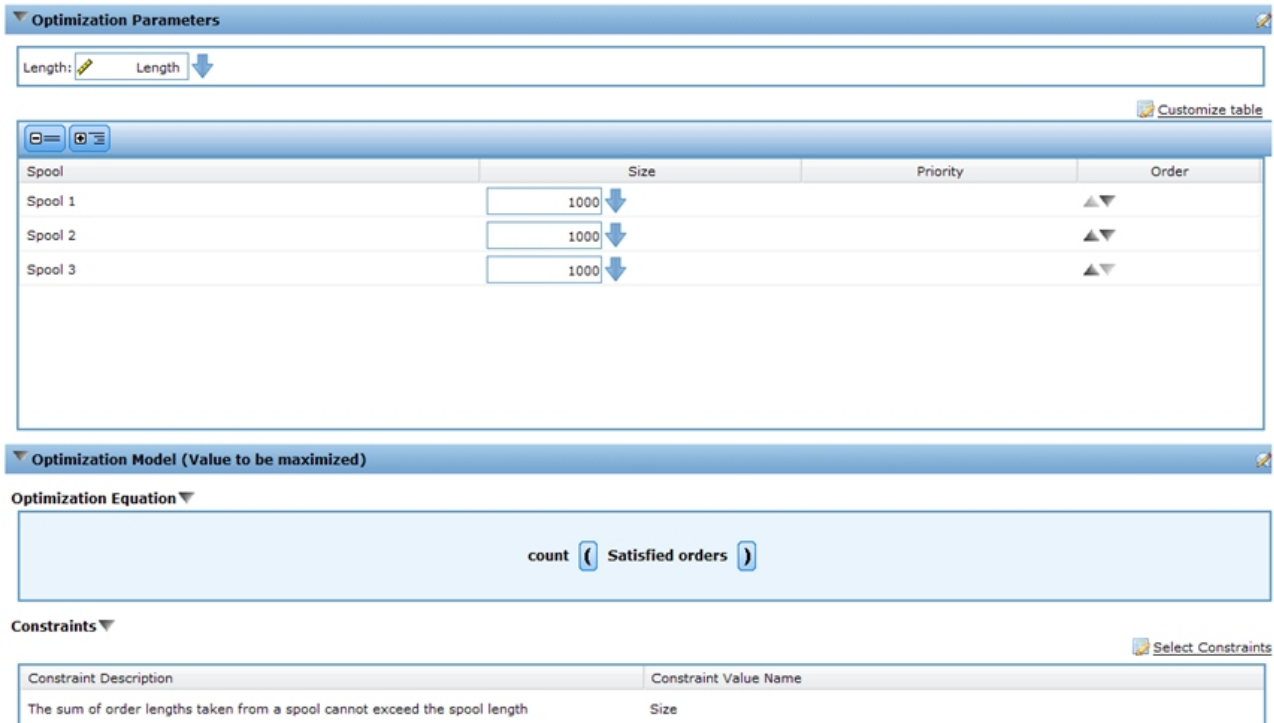 Optimization Parameters
Length: Length
Customize table
Spool Size Priority Order
Spool 1 1000
Spool 2 1000
Spool 3 1000
Optimization Model (Value to be maximized)
Optimization Equation
count ( Satisfied orders )
Constraints
Select Constraints
Constraint Description Constraint Value Name
The sum of order lengths taken from a spool cannot exceed the spool length Size